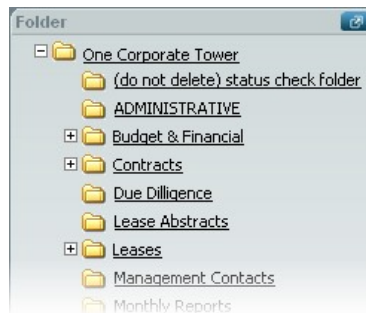 Folder
One Corporate Tower
(do not delete) status check folder
ADMINISTRATIVE
Budget & Financial
Contracts
Due Dilligence
Lease Abstracts
Leases
Management Contacts
Monthly Reports